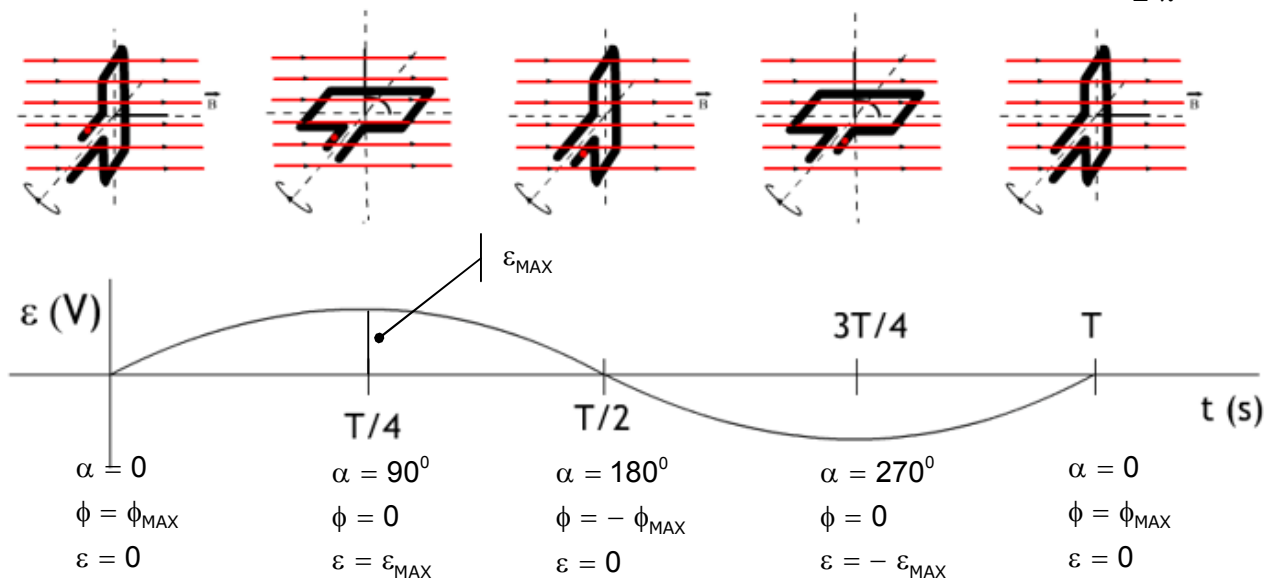 B B B
ε_MAX
ε (V)
3T/4 T
T/4 T/2 t (s)
α = 0 α = 90⁰ α = 180⁰ α = 270⁰ α = 0
ϕ = ϕ_MAX ϕ = 0 ϕ = − ϕ_MAX ϕ = 0 ϕ = ϕ_MAX
ε = 0 ε = ε_MAX ε = 0 ε = − ε_MAX ε = 0